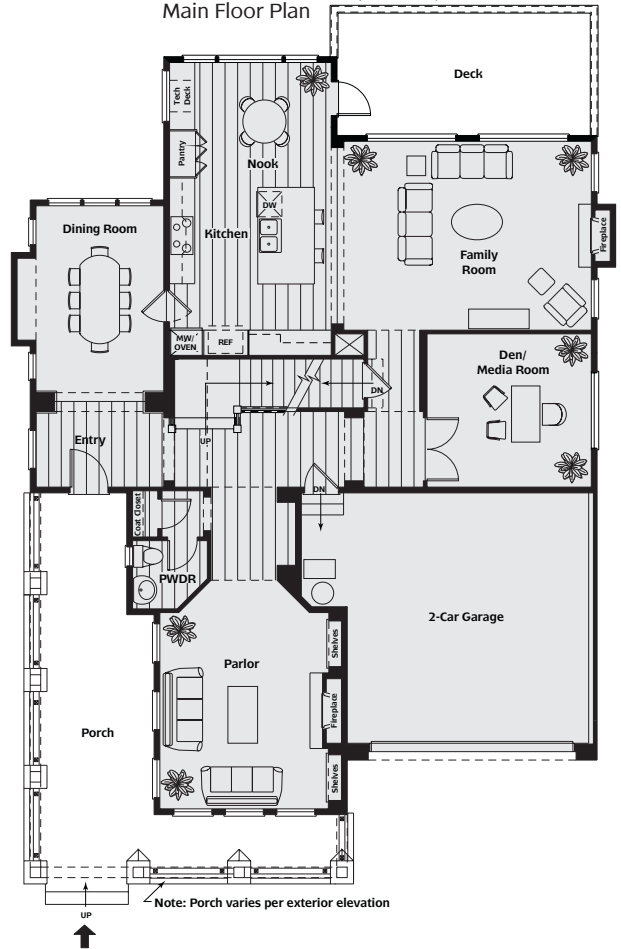 Main Floor Plan
Deck
Tech
Deck
Pantry
Nook
DW
Dining Room
Kitchen
Family
Room
Fireplace
MW/
OVEN
REF
Den/
Media Room
DN
UP
Entry
DN
Coat Closet
PWDR
2-Car Garage
Parlor
Shelves
Fireplace
Shelves
Porch
Note: Porch varies per exterior elevation
UP